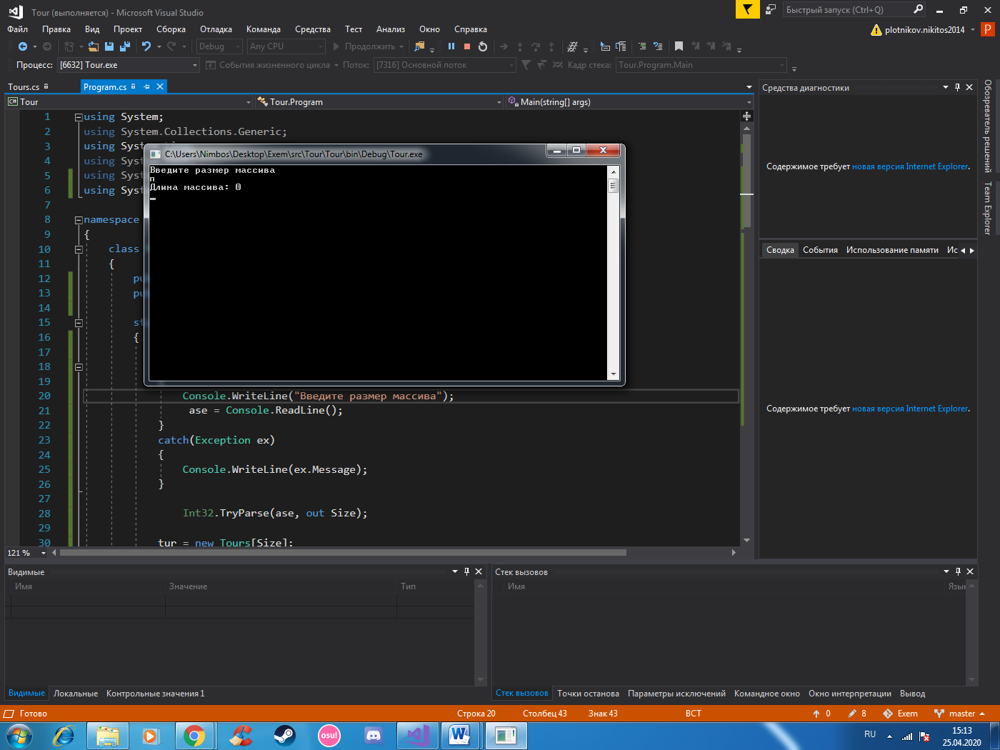 Tour (выполняется) - Microsoft Visual Studio
Быстрый запуск (Ctrl+Q)
Файл Правка Вид Проект Сборка Отладка Команда Средства Тест Анализ Окно Справка
plotnikov.nikitos2014 P
Debug Any CPU Продолжить
Процесс: [6632] Tour.exe События жизненного цикла Поток: [7316] Основной поток Кадр стека: Tour.Program.Main
Tours.cs Program.cs
C# Tour Tour.Program Main(string[] args)
1 using System;
2 using System.Collections.Generic;
3 using Sys
4 using Sys
5 using Sys
6 using Sys
7
8 namespace
9 {
10 class
11 {
12 pu
13 pu
14
15 st
16 {
17
18
19
20 Console.WriteLine("Введите размер массива");
21 ase = Console.ReadLine();
22 }
23 catch(Exception ex)
24 {
25 Console.WriteLine(ex.Message);
26 }
27
28 Int32.TryParse(ase, out Size);
29
30 tur = new Tours[Size];
121 %
C:\Users\Nimbos\Desktop\Exem\src\Tour\Tour\bin\Debug\Tour.exe
Введите размер массива
п
Длина массива: 0
Средства диагностики
Содержимое требует новая версия Internet Explorer.
Сводка События Использование памяти Ис
Содержимое требует новая версия Internet Explorer.
Обозреватель решений
Team Explorer
Видимые
Имя Значение Тип
Видимые Локальные Контрольные значения 1
Стек вызовов
Имя Язык
Стек вызовов Точки останова Параметры исключений Командное окно Окно интерпретации Вывод
Готово Строка 20 Столбец 43 Знак 43 ВСТ 0 8 Exem master
osu! W RU 15:13
25.04.2020